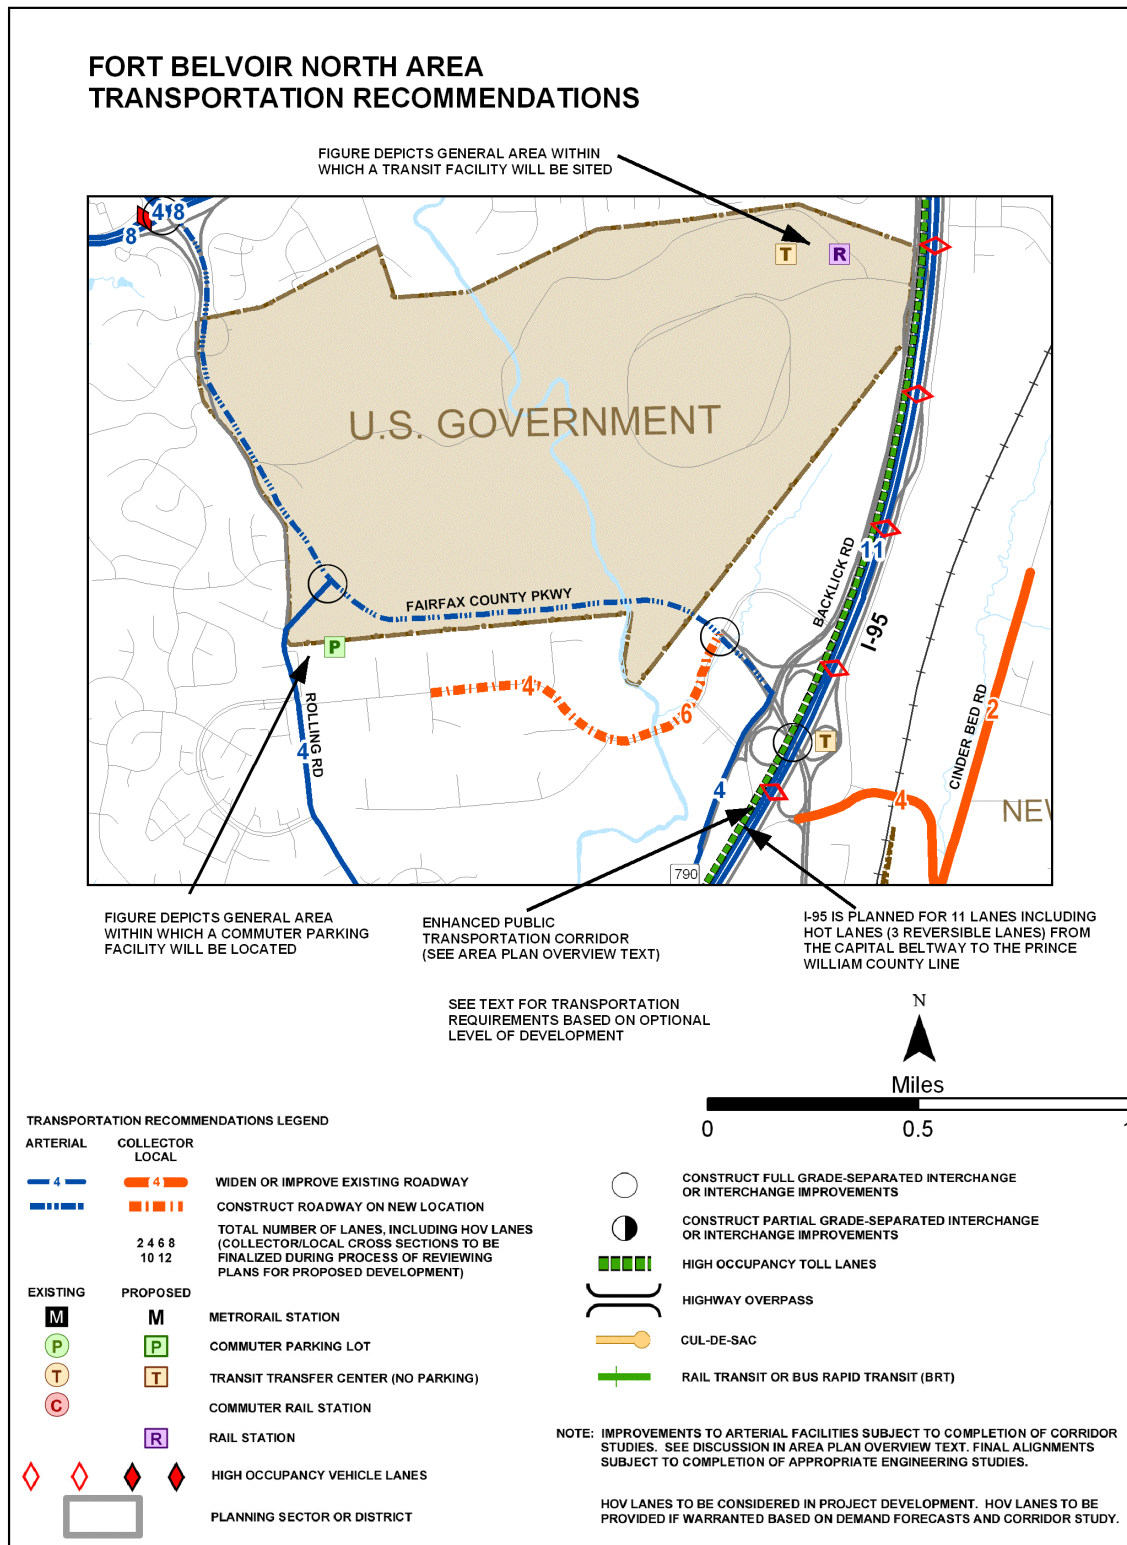 FORT BELVOIR NORTH AREA
TRANSPORTATION RECOMMENDATIONS
FIGURE DEPICTS GENERAL AREA WITHIN
WHICH A TRANSIT FACILITY WILL BE SITED
4 8
8
T R
U.S. GOVERNMENT
11
BACKLICK RD
I-95
FAIRFAX COUNTY PKWY
P
4
6
ROLLING RD
4
T
CINDER BED RD
2
4
4
NEW
790
FIGURE DEPICTS GENERAL AREA
WITHIN WHICH A COMMUTER PARKING
FACILITY WILL BE LOCATED
ENHANCED PUBLIC
TRANSPORTATION CORRIDOR
(SEE AREA PLAN OVERVIEW TEXT)
I-95 IS PLANNED FOR 11 LANES INCLUDING
HOT LANES (3 REVERSIBLE LANES) FROM
THE CAPITAL BELTWAY TO THE PRINCE
WILLIAM COUNTY LINE
SEE TEXT FOR TRANSPORTATION
REQUIREMENTS BASED ON OPTIONAL
LEVEL OF DEVELOPMENT
N
Miles
0 0.5 1
TRANSPORTATION RECOMMENDATIONS LEGEND
ARTERIAL COLLECTOR
LOCAL
4 4 WIDEN OR IMPROVE EXISTING ROADWAY
CONSTRUCT ROADWAY ON NEW LOCATION
TOTAL NUMBER OF LANES, INCLUDING HOV LANES
2 4 6 8 (COLLECTOR/LOCAL CROSS SECTIONS TO BE
10 12 FINALIZED DURING PROCESS OF REVIEWING
PLANS FOR PROPOSED DEVELOPMENT)
EXISTING PROPOSED
M M METRORAIL STATION
P P COMMUTER PARKING LOT
T T TRANSIT TRANSFER CENTER (NO PARKING)
C COMMUTER RAIL STATION
R RAIL STATION
HIGH OCCUPANCY VEHICLE LANES
PLANNING SECTOR OR DISTRICT
CONSTRUCT FULL GRADE-SEPARATED INTERCHANGE
OR INTERCHANGE IMPROVEMENTS
CONSTRUCT PARTIAL GRADE-SEPARATED INTERCHANGE
OR INTERCHANGE IMPROVEMENTS
HIGH OCCUPANCY TOLL LANES
HIGHWAY OVERPASS
CUL-DE-SAC
RAIL TRANSIT OR BUS RAPID TRANSIT (BRT)
NOTE: IMPROVEMENTS TO ARTERIAL FACILITIES SUBJECT TO COMPLETION OF CORRIDOR
STUDIES. SEE DISCUSSION IN AREA PLAN OVERVIEW TEXT. FINAL ALIGNMENTS
SUBJECT TO COMPLETION OF APPROPRIATE ENGINEERING STUDIES.
HOV LANES TO BE CONSIDERED IN PROJECT DEVELOPMENT. HOV LANES TO BE
PROVIDED IF WARRANTED BASED ON DEMAND FORECASTS AND CORRIDOR STUDY.